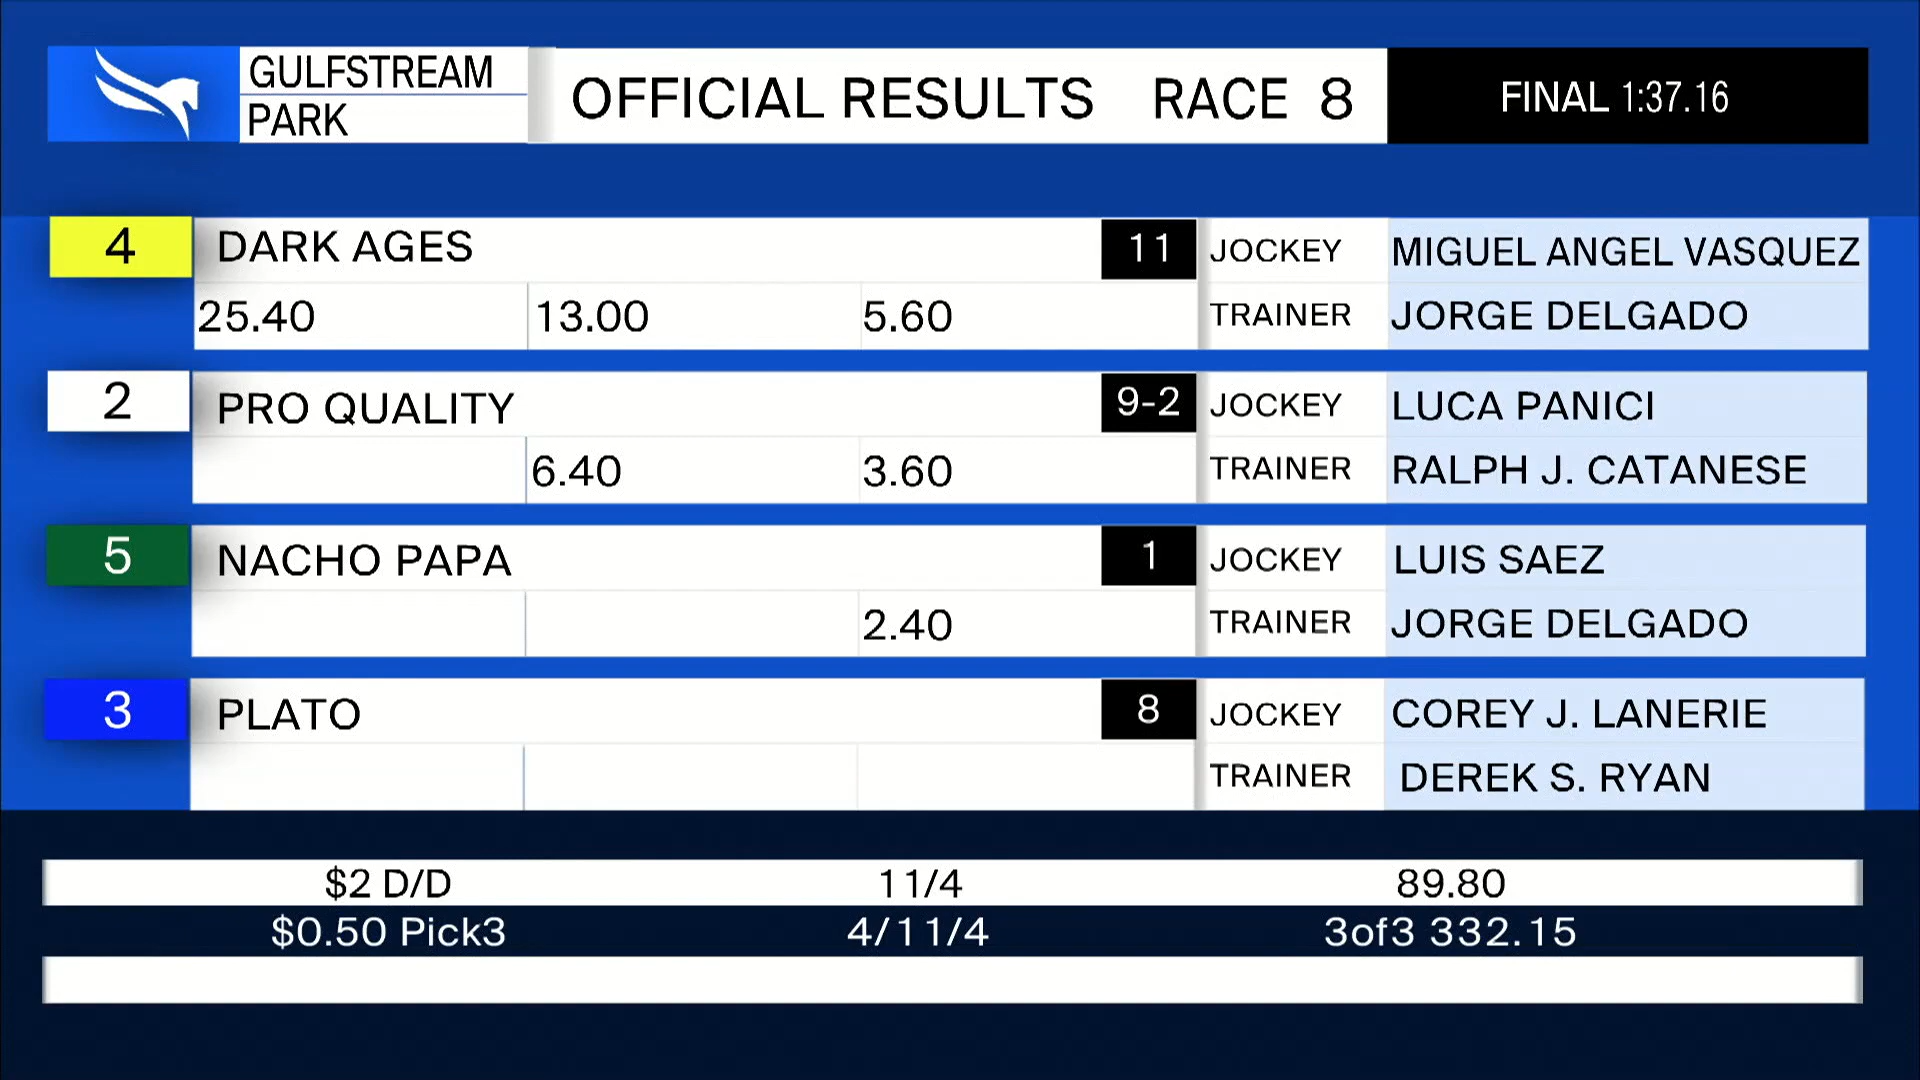 GULFSTREAM
PARK
OFFICIAL RESULTS RACE 8
FINAL 1:37.16
4 DARK AGES 11 JOCKEY MIGUEL ANGEL VASQUEZ
25.40 13.00 5.60 TRAINER JORGE DELGADO
2 PRO QUALITY 9-2 JOCKEY LUCA PANICI
6.40 3.60 TRAINER RALPH J. CATANESE
5 NACHO PAPA 1 JOCKEY LUIS SAEZ
2.40 TRAINER JORGE DELGADO
3 PLATO 8 JOCKEY COREY J. LANERIE
TRAINER DEREK S. RYAN
$2 D/D 11/4 89.80
$0.50 Pick3 4/11/4 3of3 332.15